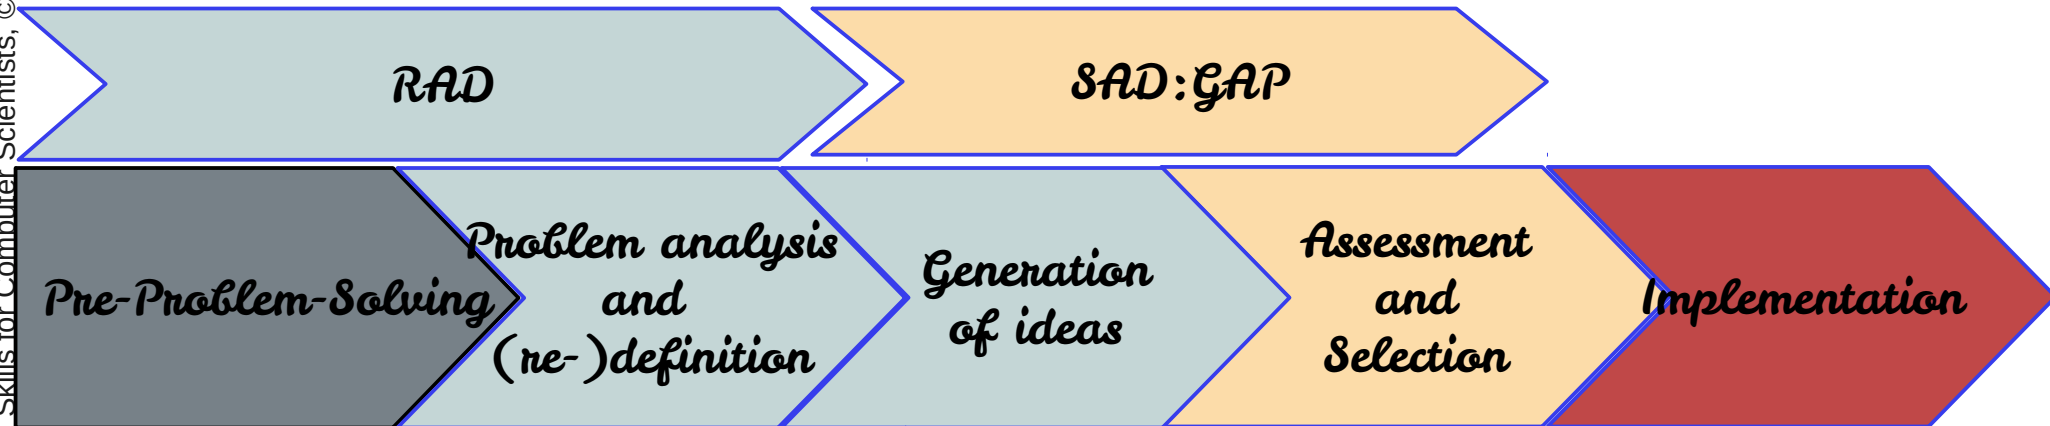 Skills for Computer Scientists, ©
RAD
SAD:GAP
Pre-Problem-Solving
Problem analysis
and
(re-)definition
Generation
of ideas
Assessment
and
Selection
Implementation